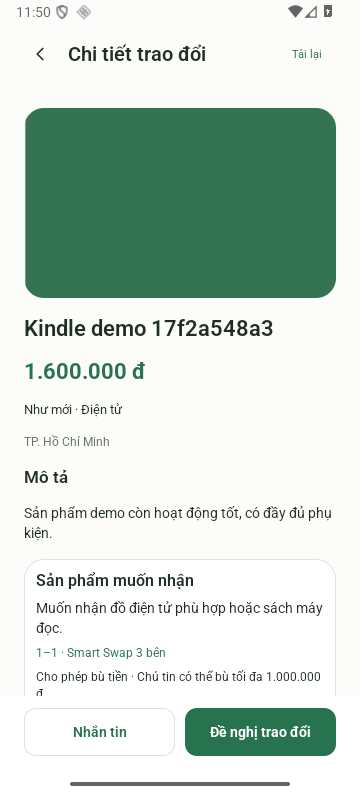 11:50
Chi tiết trao đổi
Tải lại
Kindle demo 17f2a548a3
1.600.000 đ
Như mới · Điện tử
TP. Hồ Chí Minh
Mô tả
Sản phẩm demo còn hoạt động tốt, có đầy đủ phụ
kiện.
Sản phẩm muốn nhận
Muốn nhận đồ điện tử phù hợp hoặc sách máy
đọc.
1–1 · Smart Swap 3 bên
Cho phép bù tiền · Chủ tin có thể bù tối đa 1.000.000
đ
Nhắn tin
Đề nghị trao đổi